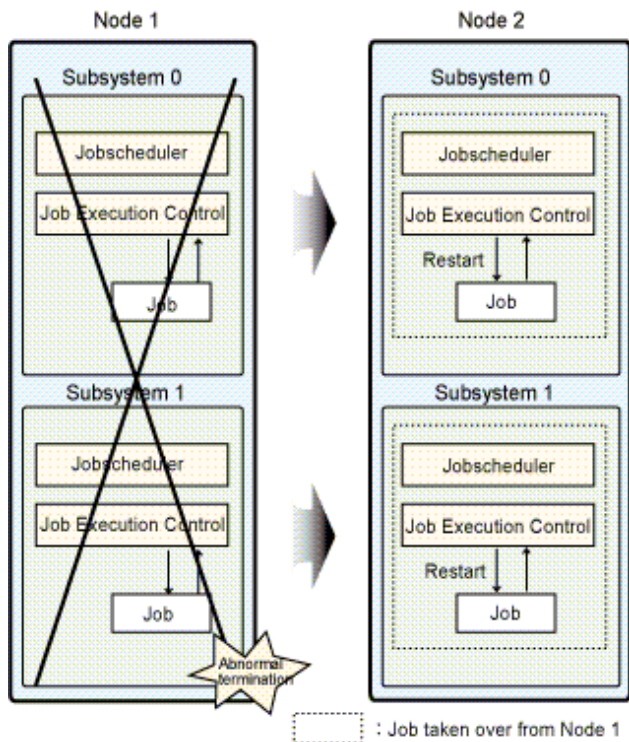 Node 1
Subsystem 0
Jobscheduler
Job Execution Control
Job
Subsystem 1
Jobscheduler
Job Execution Control
Job
Abnormal
termination
Node 2
Subsystem 0
Jobscheduler
Job Execution Control
Restart
Job
Subsystem 1
Jobscheduler
Job Execution Control
Restart
Job
: Job taken over from Node 1